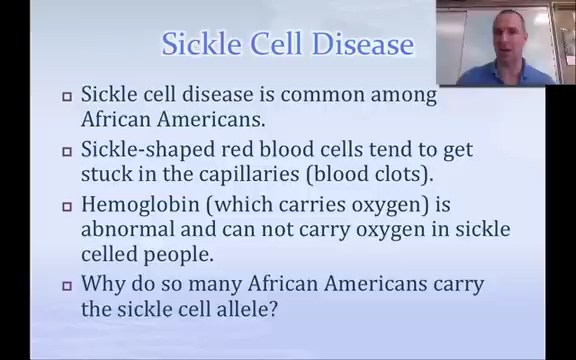 Sickle Cell Disease
Sickle cell disease is common among
African Americans.
Sickle-shaped red blood cells tend to get
stuck in the capillaries (blood clots).
Hemoglobin (which carries oxygen) is
abnormal and can not carry oxygen in sickle
celled people.
Why do so many African Americans carry
the sickle cell allele?